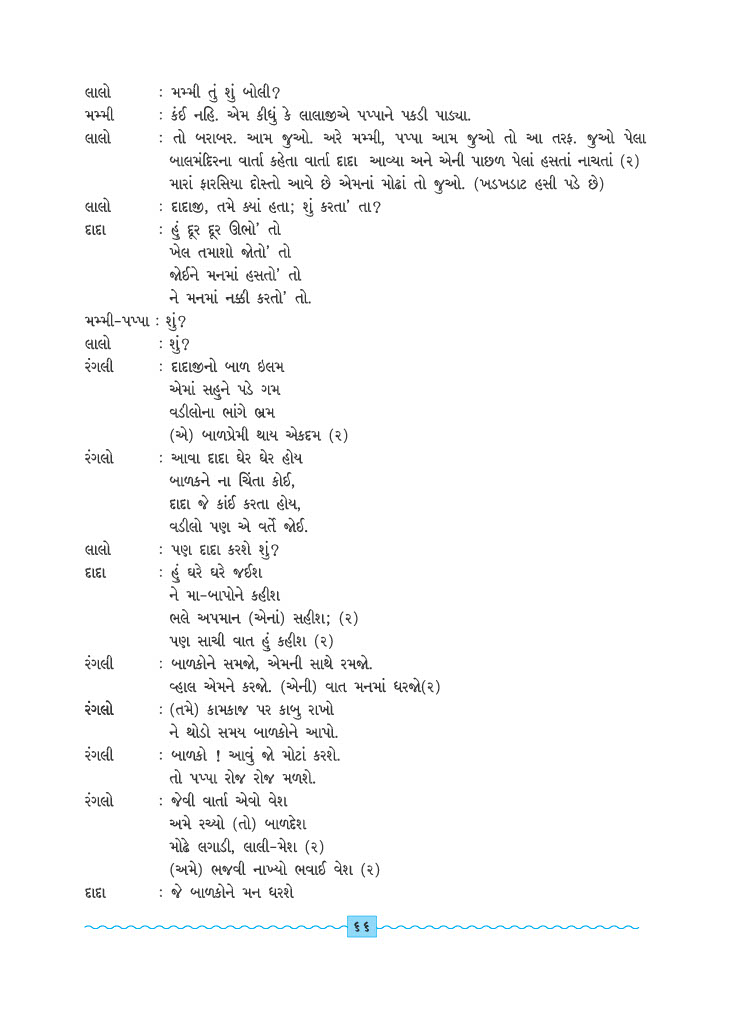 લાલો : મમ્મી તું શું બોલી?
મમ્મી : કંઈ નહિ. એમ કીધું કે લાલાજીએ પપ્પાને પકડી પાડ્યા.
લાલો : તો બરાબર. આમ જુઓ. અરે મમ્મી, પપ્પા આમ જુઓ તો આ તરફ. જુઓ પેલા
બાલમંદિરના વાર્તા કહેતા વાર્તા દાદા આવ્યા અને એની પાછળ પેલાં હસતાં નાચતાં (૨)
મારાં ફારસિયા દોસ્તો આવે છે એમનાં મોઢાં તો જુઓ. (ખડખડાટ હસી પડે છે)
લાલો : દાદાજી, તમે ક્યાં હતા; શું કરતા’ તા?
દાદા : હું દૂર દૂર ઊભો’ તો
ખેલ તમાશો જોતો’ તો
જોઈને મનમાં હસતો’ તો
ને મનમાં નક્કી કરતો’ તો.
મમ્મી-પપ્પા : શું?
લાલો : શું?
રંગલી : દાદાજીનો બાળ ઇલમ
એમાં સહુને પડે ગમ
વડીલોના ભાંગે ભ્રમ
(એ) બાળપ્રેમી થાય એકદમ (૨)
રંગલો : આવા દાદા ઘેર ઘેર હોય
બાળકને ના ચિંતા કોઈ,
દાદા જે કાંઈ કરતા હોય,
વડીલો પણ એ વર્તે જોઈ.
લાલો : પણ દાદા કરશે શું?
દાદા : હું ઘરે ઘરે જઈશ
ને મા-બાપોને કહીશ
ભલે અપમાન (એનાં) સહીશ; (૨)
પણ સાચી વાત હું કહીશ (૨)
રંગલી : બાળકોને સમજો, એમની સાથે રમજો.
વ્હાલ એમને કરજો. (એની) વાત મનમાં ધરજો(૨)
રંગલો : (તમે) કામકાજ પર કાબુ રાખો
ને થોડો સમય બાળકોને આપો.
રંગલી : બાળકો ! આવું જો મોટાં કરશે.
તો પપ્પા રોજ રોજ મળશે.
રંગલો : જેવી વાર્તા એવો વેશ
અમે રચ્યો (તો) બાળદેશ
મોઢે લગાડી, લાલી-મેશ (૨)
(અમે) ભજવી નાખ્યો ભવાઈ વેશ (૨)
દાદા : જે બાળકોને મન ધરશે
૬૬